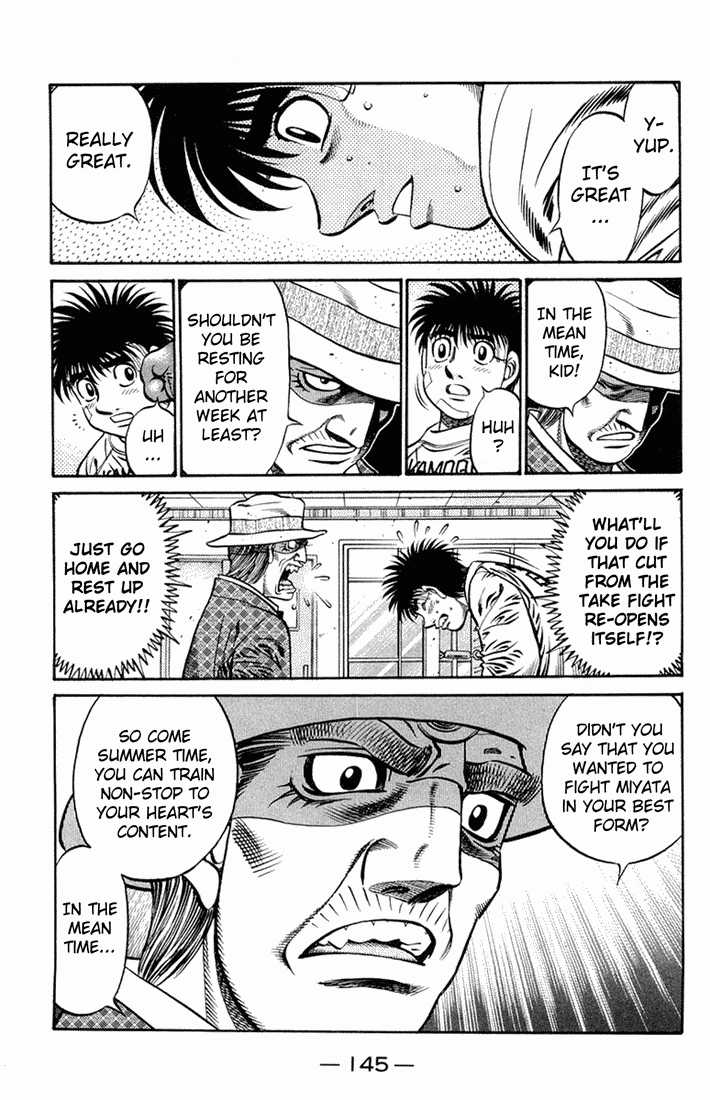 Y-
YUP.
IT'S
GREAT
...
REALLY
GREAT.
IN THE
MEAN
TIME,
KID!
HUH
?
SHOULDN'T
YOU BE
RESTING
FOR
ANOTHER
WEEK AT
LEAST?
UH
...
WHAT'LL
YOU DO IF
THAT CUT
FROM THE
TAKE FIGHT
RE-OPENS
ITSELF!?
JUST GO
HOME AND
REST UP
ALREADY!!
DIDN'T YOU
SAY THAT YOU
WANTED TO
FIGHT MIYATA
IN YOUR BEST
FORM?
SO COME
SUMMER TIME,
YOU CAN TRAIN
NON-STOP TO
YOUR HEART'S
CONTENT.
IN THE
MEAN
TIME...
— 145 —